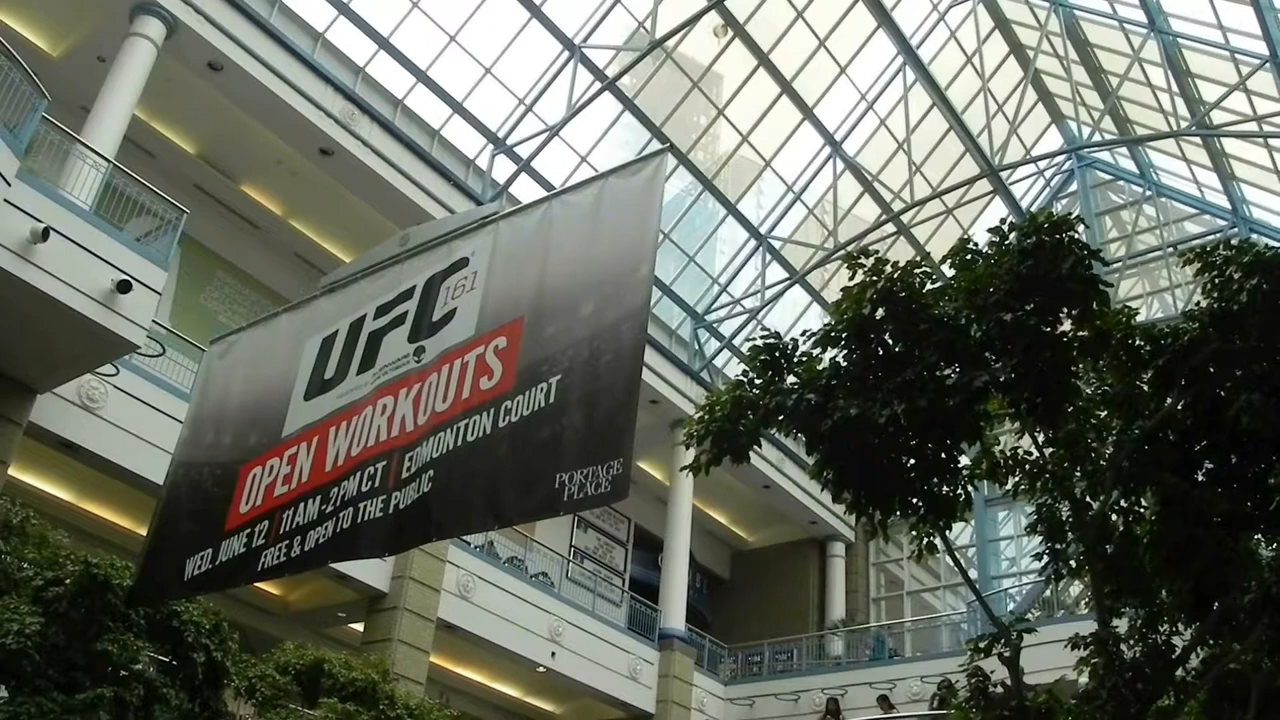 UFC 161
OPEN WORKOUTS
WED. JUNE 12 | 11AM-2PM CT | EDMONTON COURT
FREE & OPEN TO THE PUBLIC
PORTAGE
PLACE